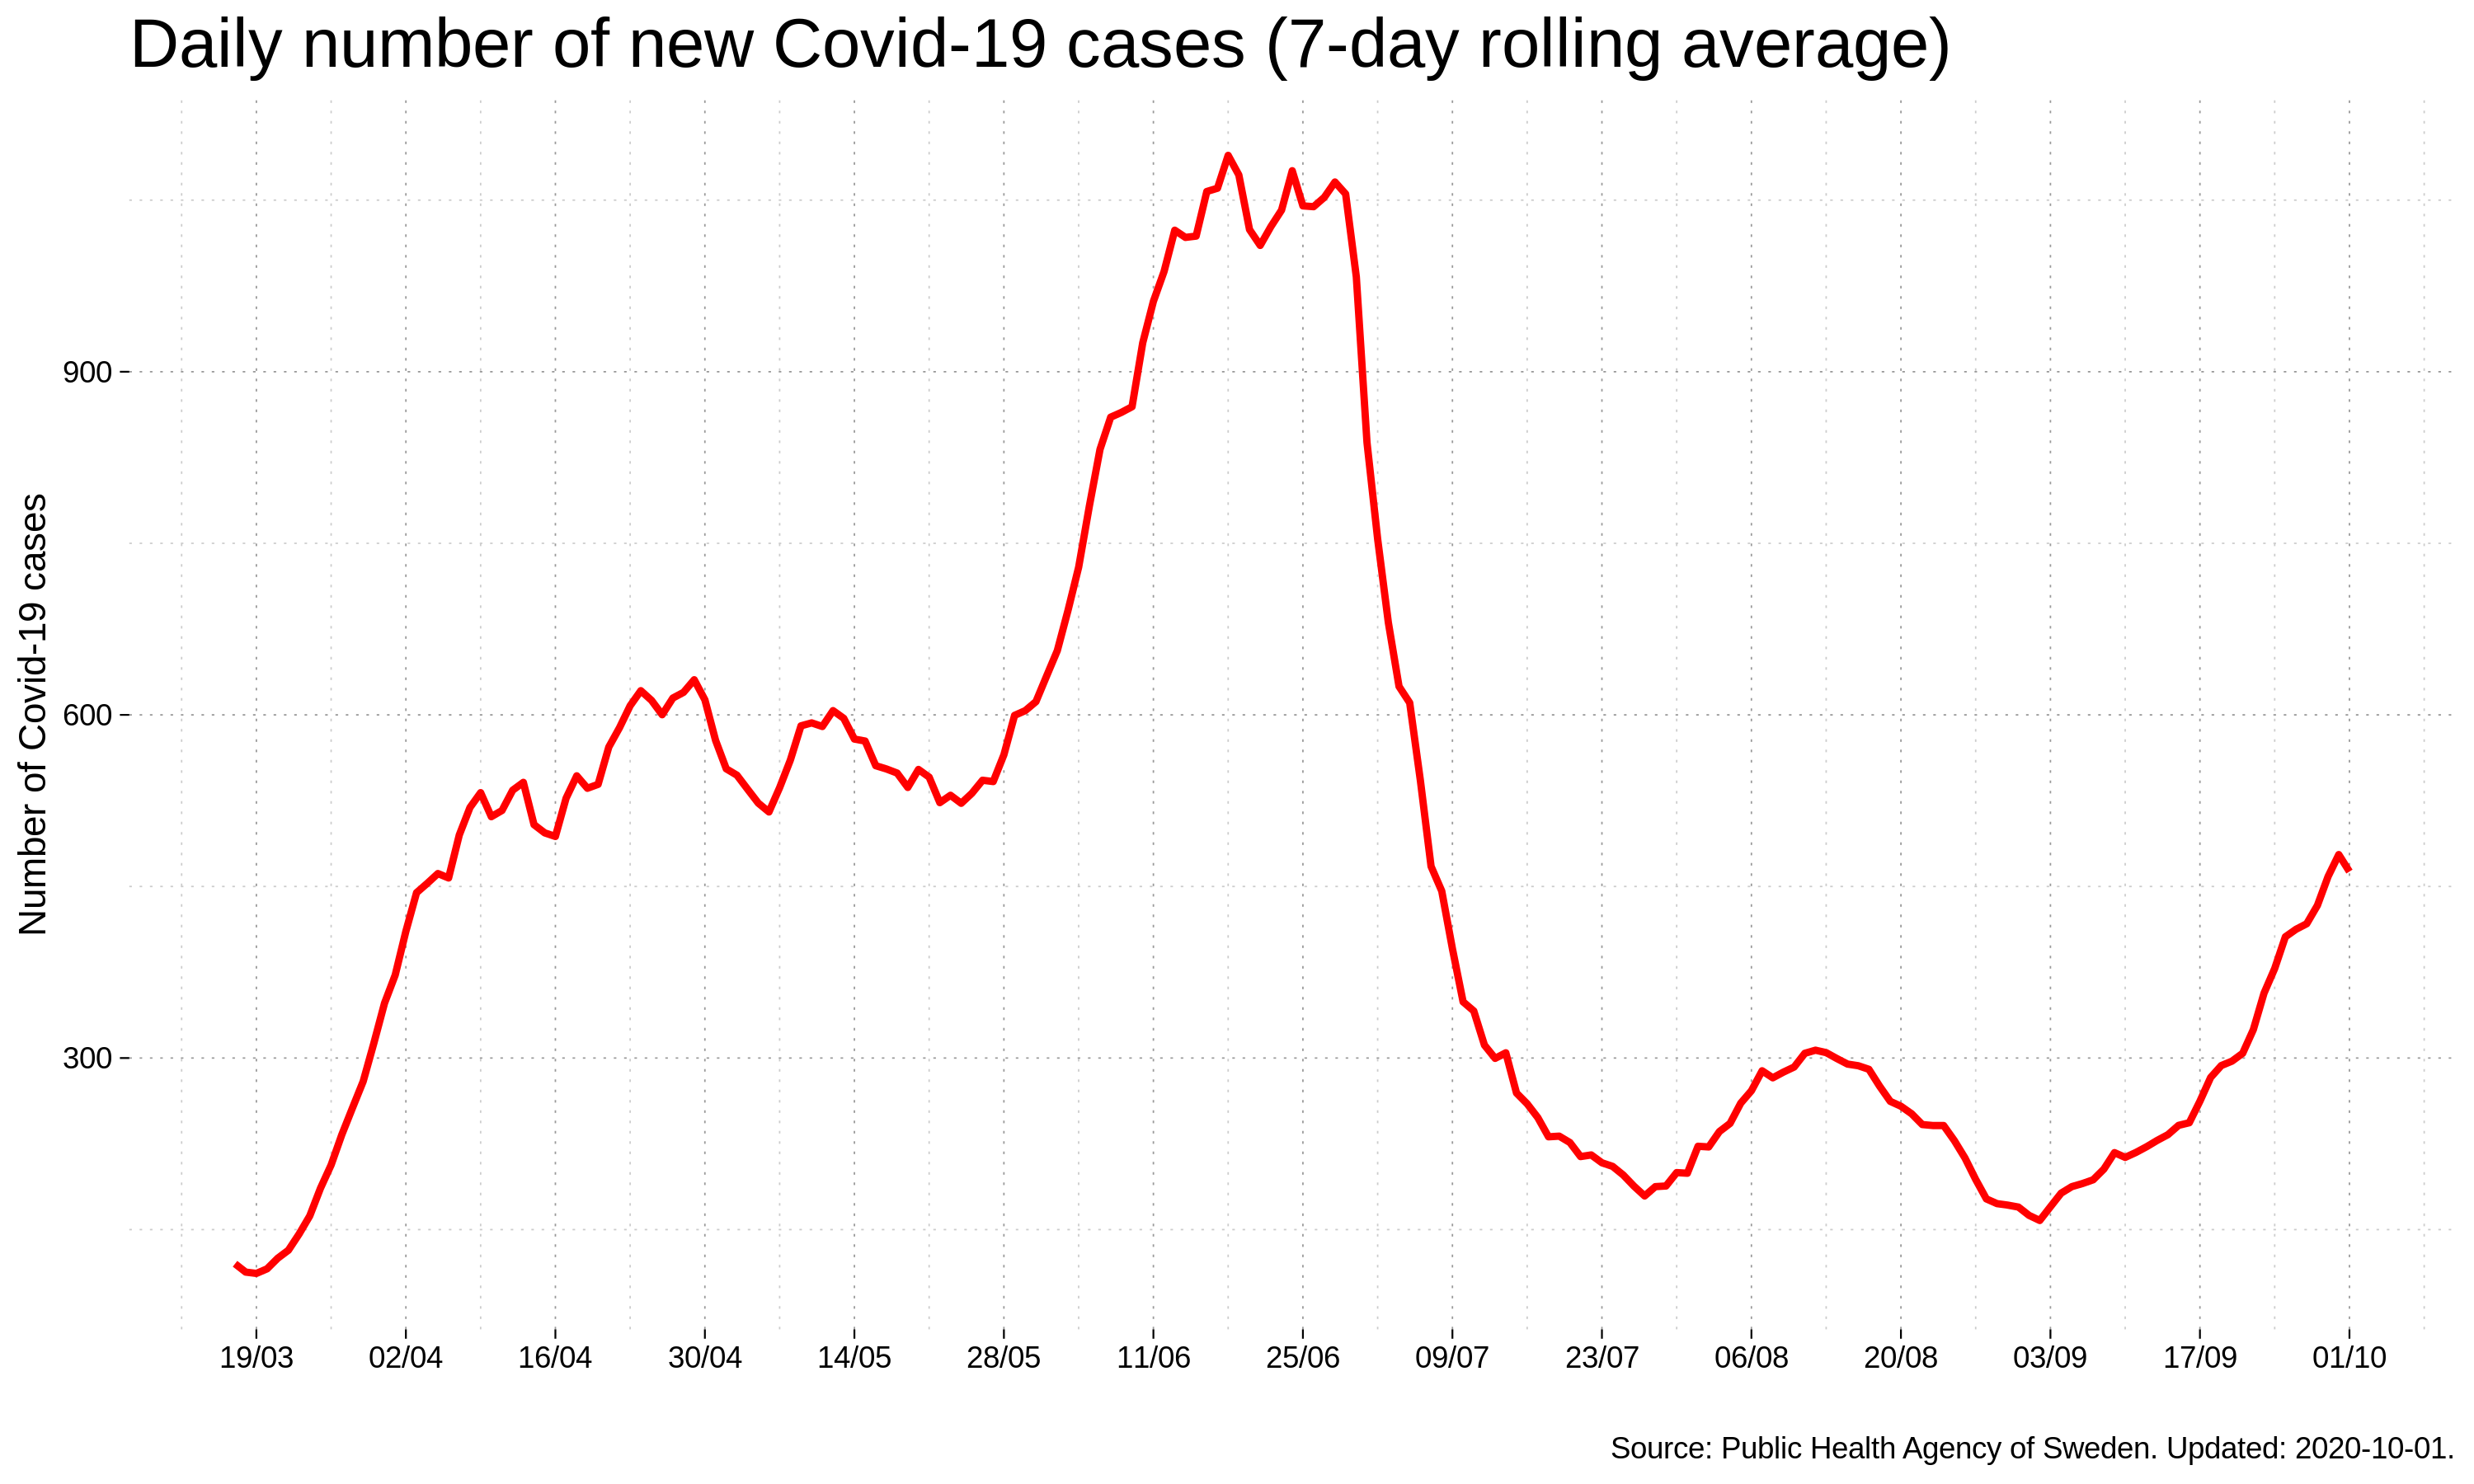 Daily number of new Covid-19 cases (7-day rolling average)
Number of Covid-19 cases
900
600
300
19/03 02/04 16/04 30/04 14/05 28/05 11/06 25/06 09/07 23/07 06/08 20/08 03/09 17/09 01/10
Source: Public Health Agency of Sweden. Updated: 2020-10-01.